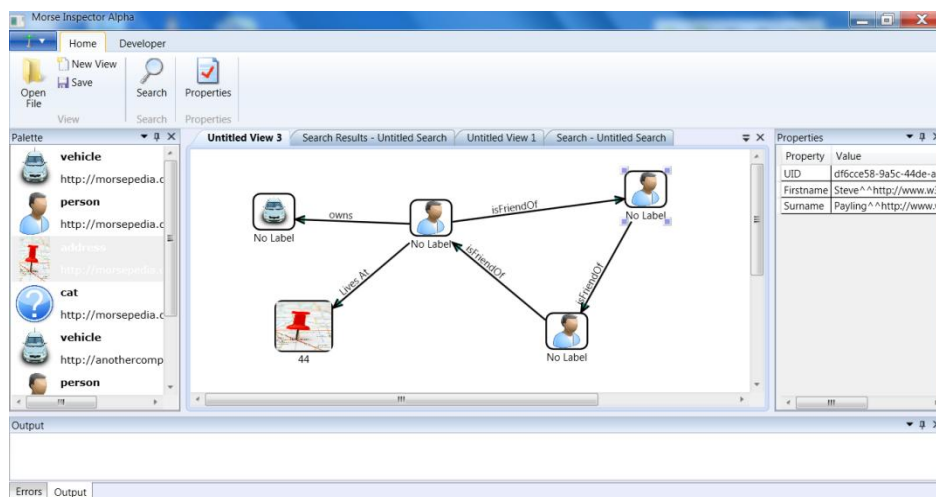 Morse Inspector Alpha
Home Developer
New View
Save
Open
File
Search
Properties
View Search Properties
Palette
Untitled View 3 Search Results - Untitled Search Untitled View 1 Search - Untitled Search
Properties
vehicle
http://morsepedia.c
person
http://morsepedia.c
address
http://morsepedia.c
cat
http://morsepedia.c
vehicle
http://anothercomp
person
owns
isFriendOf
No Label
No Label
No Label
Lives At
isFriendOf
isFriendOf
44
No Label
Property Value
UID df6cce58-9a5c-44de-a
Firstname Steve^^http://www.w3
Surname Payling^^http://www.
Output
Errors Output